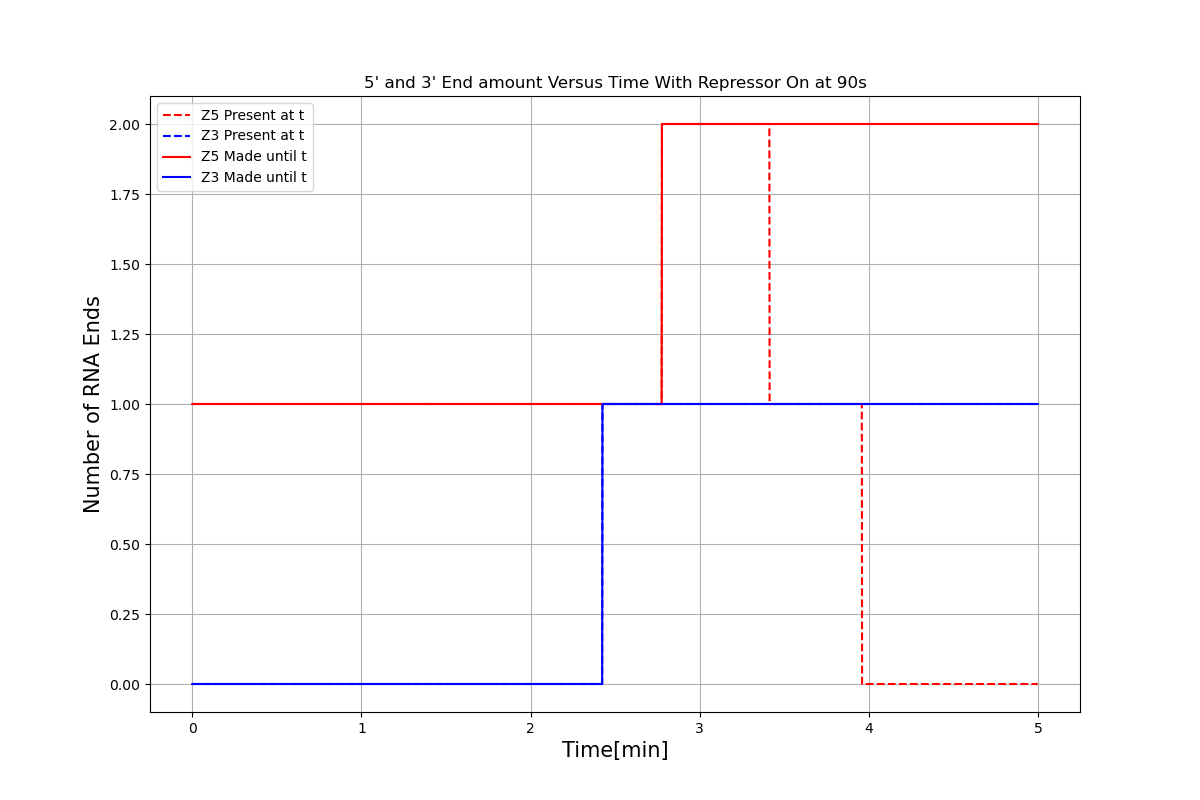 5' and 3' End amount Versus Time With Repressor On at 90s
Z5 Present at t
Z3 Present at t
Z5 Made until t
Z3 Made until t
2.00
1.75
1.50
1.25
1.00
0.75
0.50
0.25
0.00
Number of RNA Ends
0 1 2 3 4 5
Time[min]